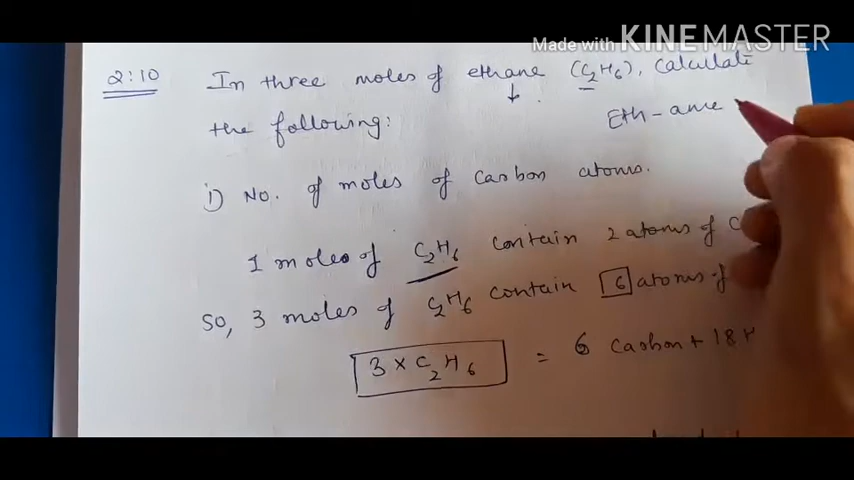 Made with KINEMASTER
2:10 In three moles of ethane (C₂H₆), calculate
↓
Eth-ane
the following:
i) No. of moles of carbon atoms.
1 moles of C₂H₆ contain 2 atoms of C
So, 3 moles of C₂H₆ contain 6 atoms of
3 × C₂H₆ = 6 Carbon + 18 H